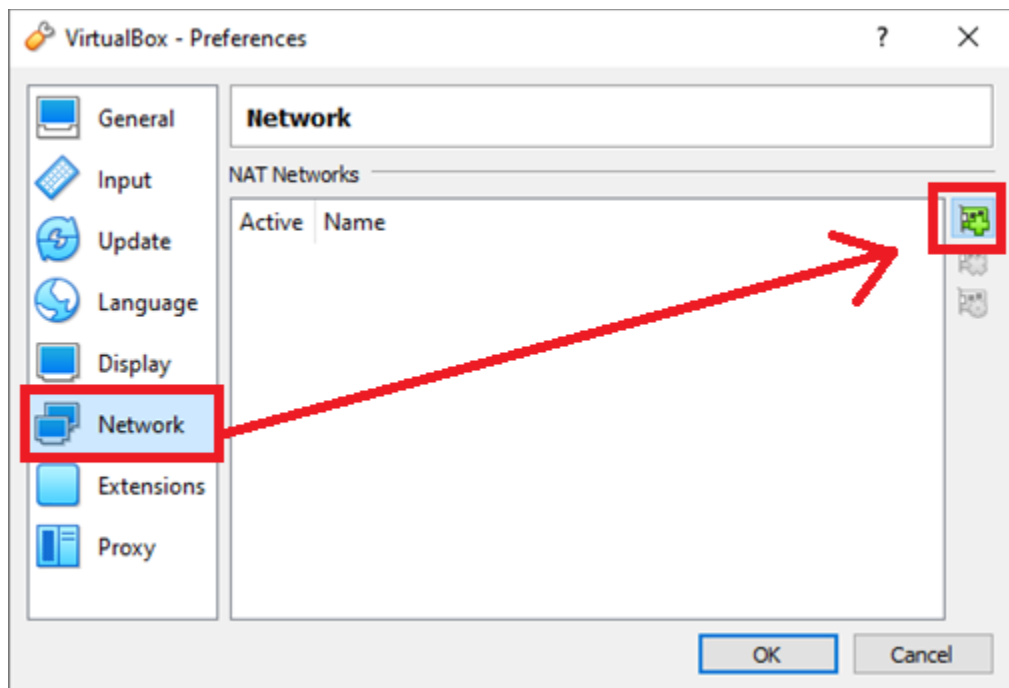 VirtualBox - Preferences
?
General
Input
Update
Language
Display
Network
Extensions
Proxy
Network
NAT Networks
Active Name
OK Cancel